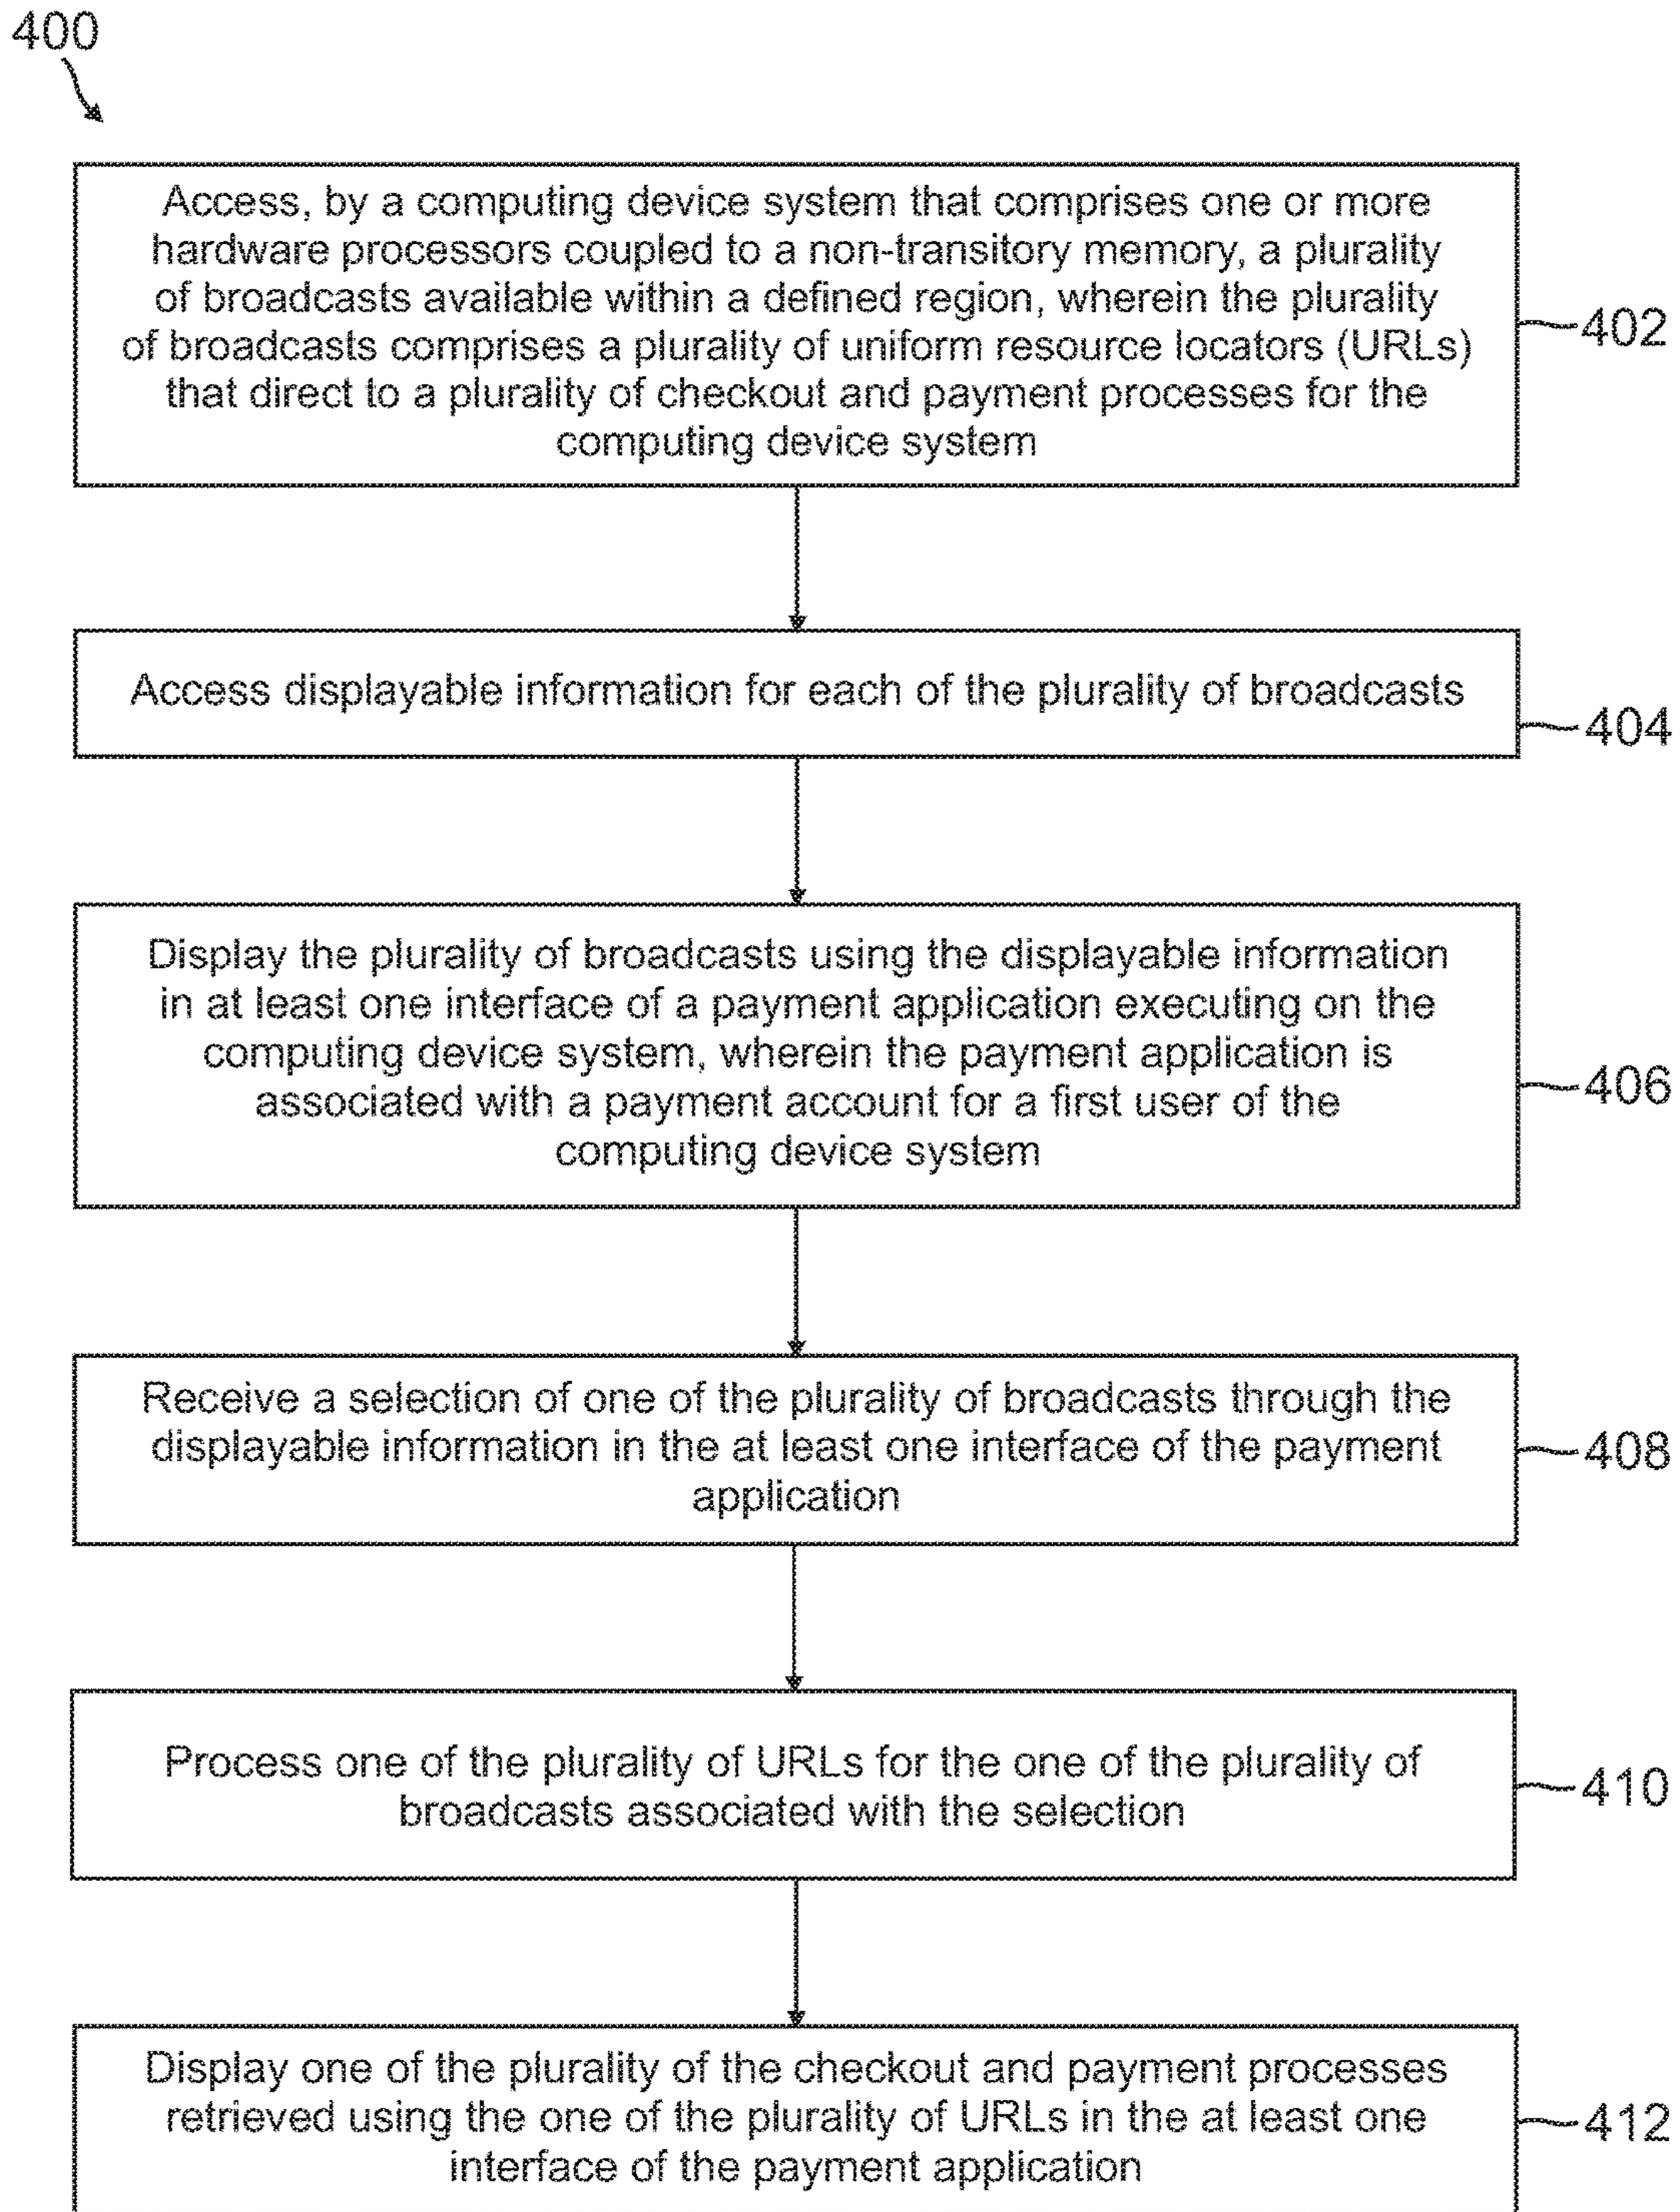 400
Access, by a computing device system that comprises one or more
hardware processors coupled to a non-transitory memory, a plurality
of broadcasts available within a defined region, wherein the plurality
of broadcasts comprises a plurality of uniform resource locators (URLs)
that direct to a plurality of checkout and payment processes for the
computing device system
402
Access displayable information for each of the plurality of broadcasts
404
Display the plurality of broadcasts using the displayable information
in at least one interface of a payment application executing on the
computing device system, wherein the payment application is
associated with a payment account for a first user of the
computing device system
406
Receive a selection of one of the plurality of broadcasts through the
displayable information in the at least one interface of the payment
application
408
Process one of the plurality of URLs for the one of the plurality of
broadcasts associated with the selection
410
Display one of the plurality of the checkout and payment processes
retrieved using the one of the plurality of URLs in the at least one
interface of the payment application
412